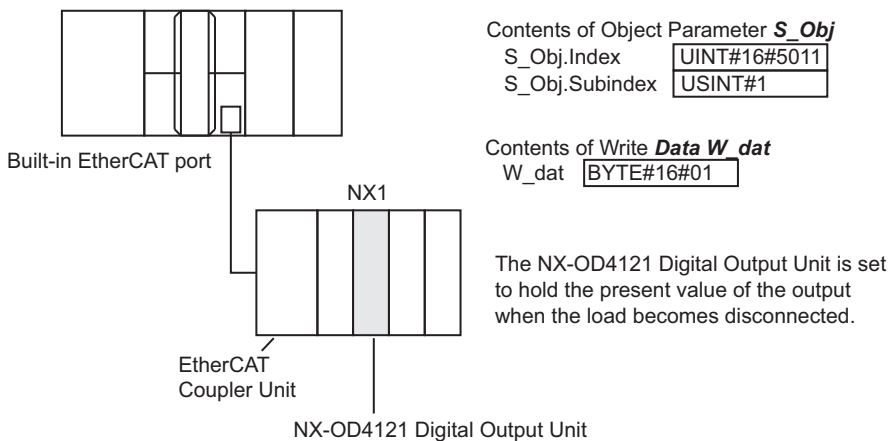 Contents of Object Parameter S_Obj
S_Obj.Index UINT#16#5011
S_Obj.Subindex USINT#1
Built-in EtherCAT port
Contents of Write Data W_dat
W_dat BYTE#16#01
NX1
The NX-OD4121 Digital Output Unit is set
to hold the present value of the output
when the load becomes disconnected.
EtherCAT
Coupler Unit
NX-OD4121 Digital Output Unit